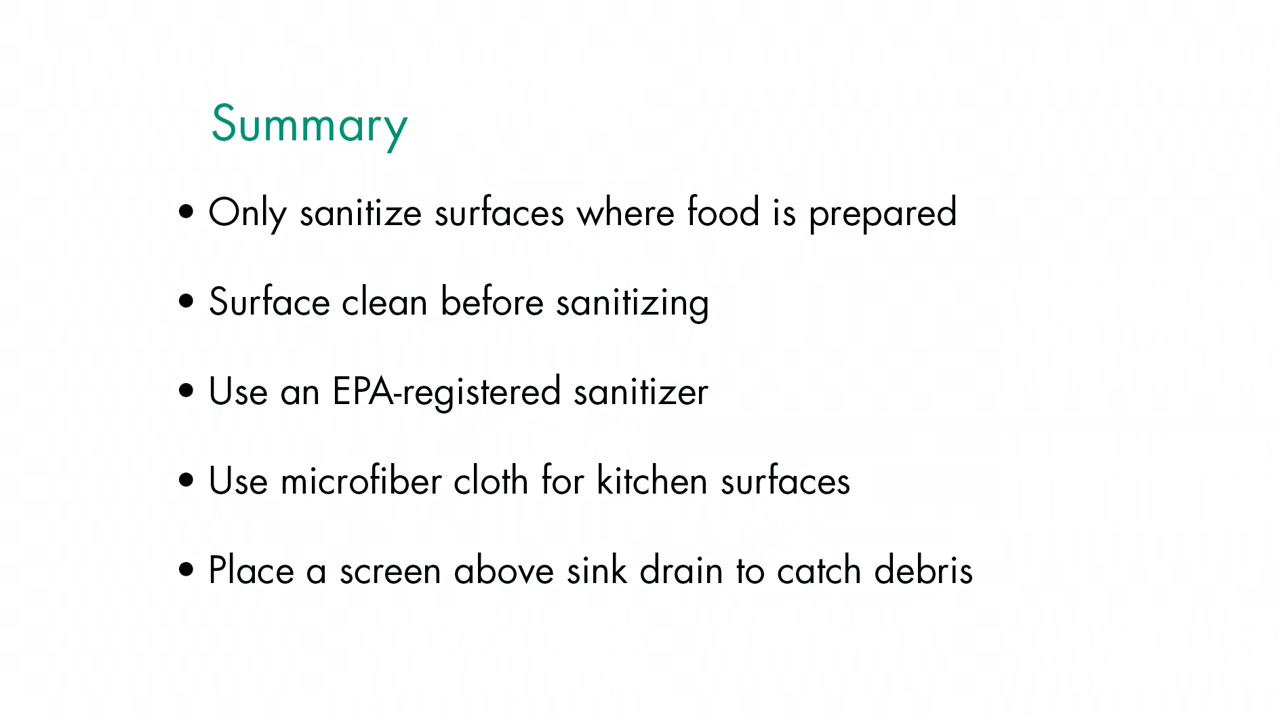 Summary
• Only sanitize surfaces where food is prepared
• Surface clean before sanitizing
• Use an EPA-registered sanitizer
• Use microfiber cloth for kitchen surfaces
• Place a screen above sink drain to catch debris